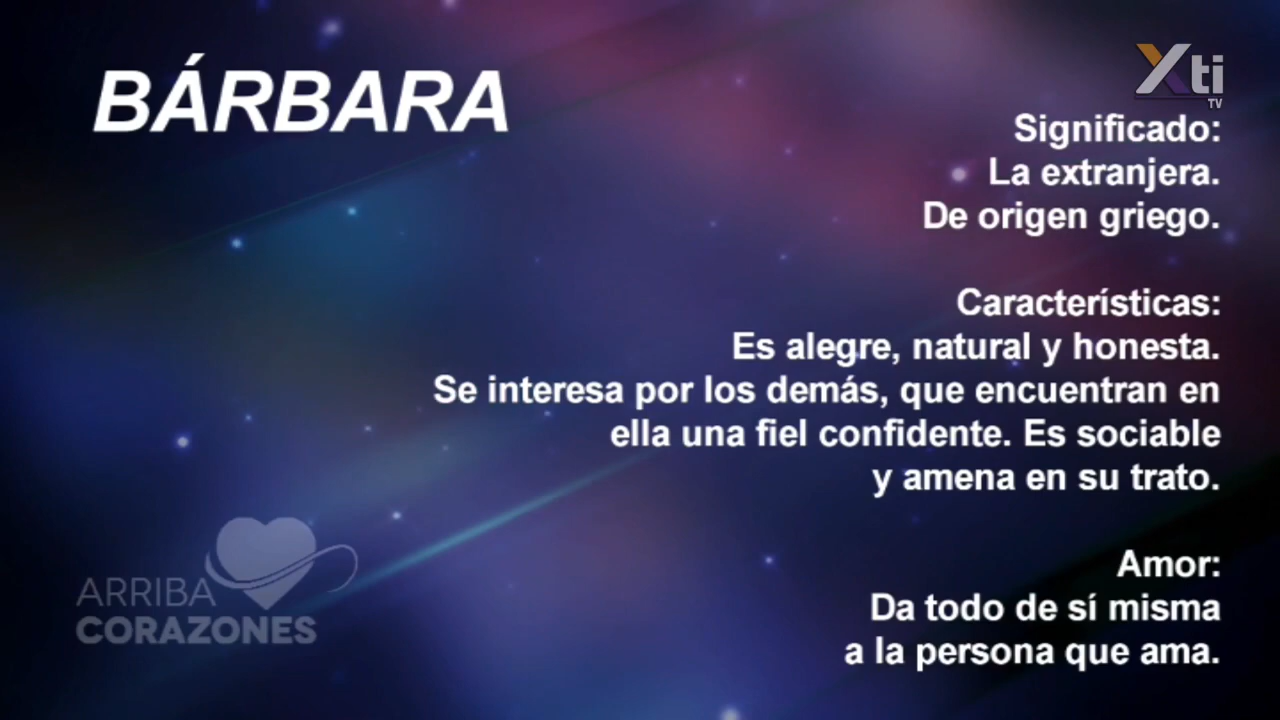 BÁRBARA
Xti
TV
Significado:
La extranjera.
De origen griego.
Características:
Es alegre, natural y honesta.
Se interesa por los demás, que encuentran en
ella una fiel confidente. Es sociable
y amena en su trato.
Amor:
Da todo de sí misma
a la persona que ama.
ARRIBA
CORAZONES